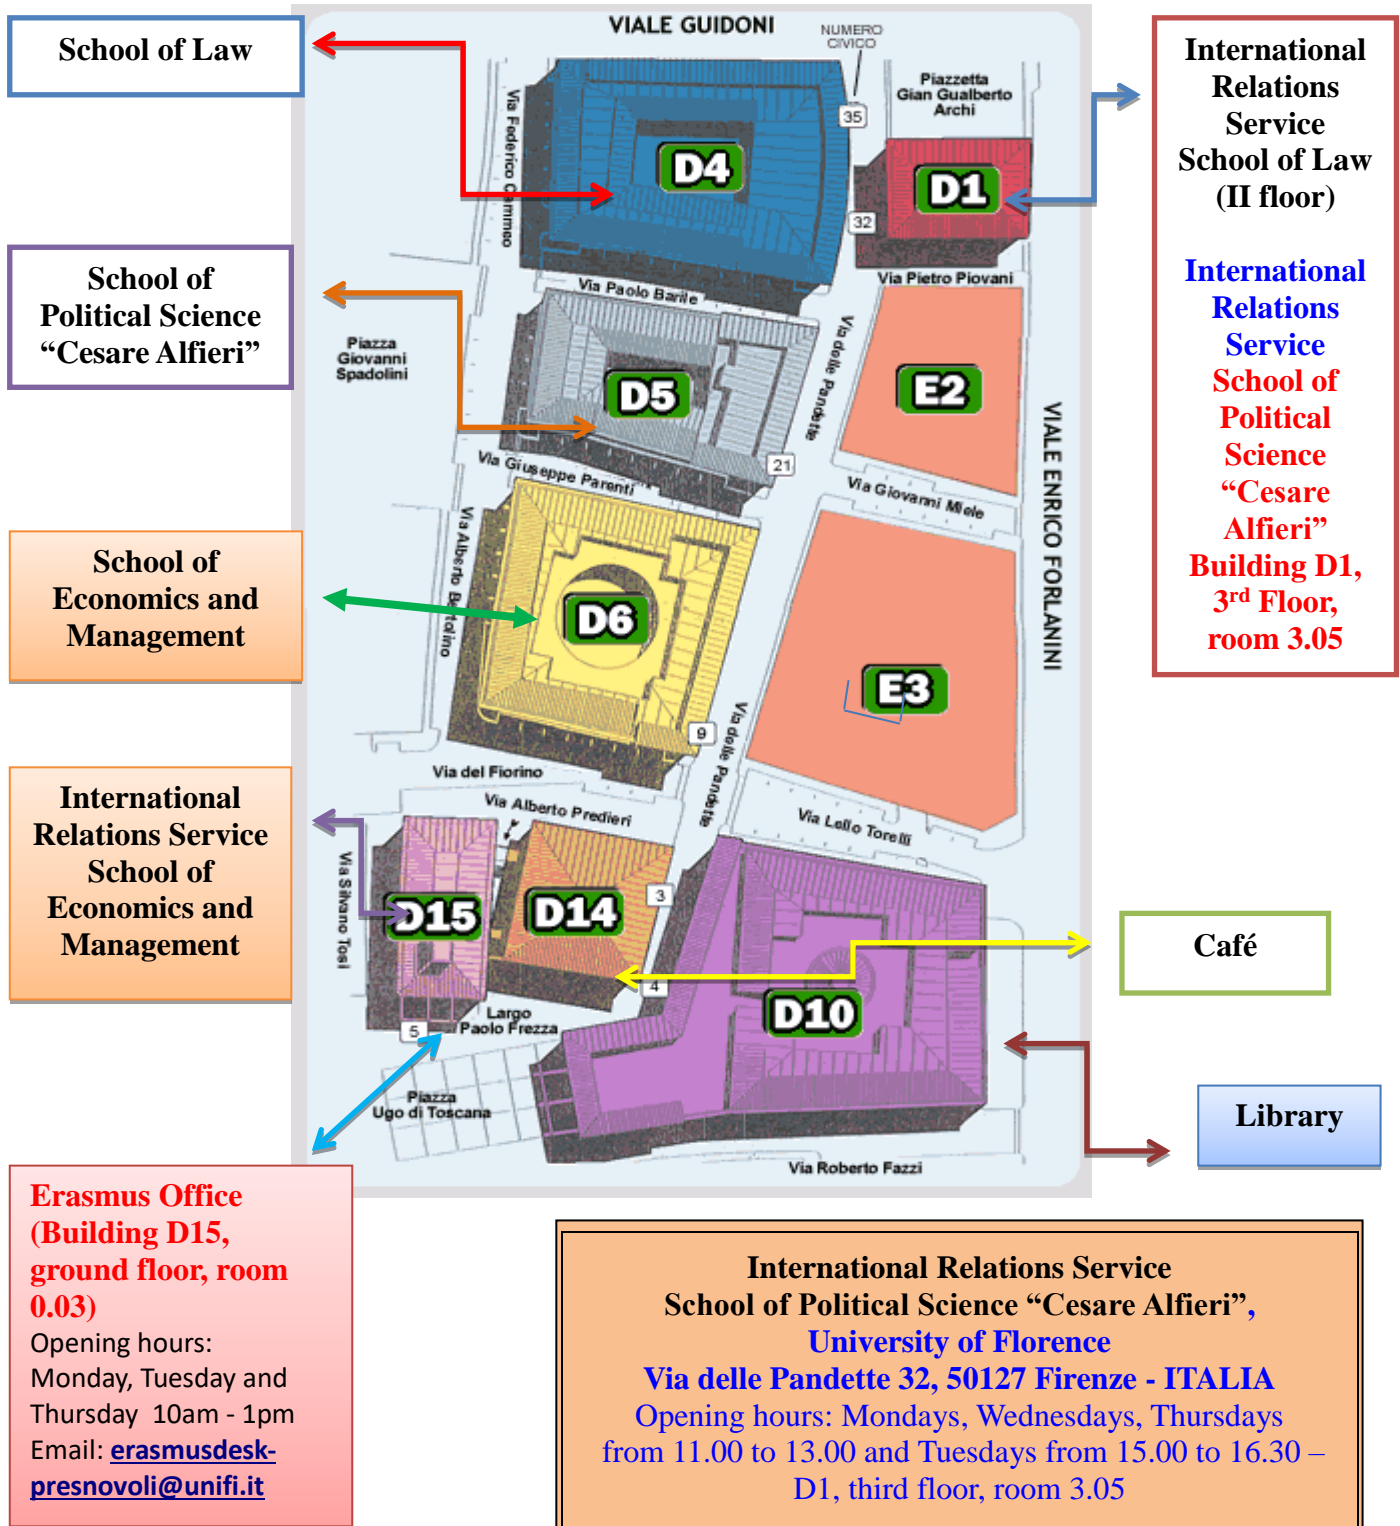 School of Law
VIALE GUIDONI
NUMERO
CIVICO
Piazzetta
Gian Gualberto
Archi
International
Relations
Service
School of Law
(II floor)
International
Relations
Service
School of
Political
Science
“Cesare
Alfieri”
Building D1,
3rd Floor,
room 3.05
35
D4
D1
Via Federico Cammeo
32
School of
Political Science
“Cesare Alfieri”
Via Pietro Piovani
Via Paolo Barile
Piazza
Giovanni
Spadolini
Via delle Pandette
D5
E2
VIALE ENRICO FORLANINI
21
Via Giuseppe Parenti
Via Giovanni Miele
School of
Economics and
Management
Via Alberto Bertolino
D6
E3
9
Via delle Pandette
Via del Fiorino
International
Relations Service
School of
Economics and
Management
Via Alberto Predieri
Via Lello Torelli
Via Silvano Tosi
D15
D14
3
Café
4
D10
Largo
Paolo Frezza
5
Piazza
Ugo di Toscana
Library
Via Roberto Fazzi
Erasmus Office
(Building D15,
ground floor, room
0.03)
Opening hours:
Monday, Tuesday and
Thursday 10am - 1pm
Email: erasmusdesk-
presnovoli@unifi.it
International Relations Service
School of Political Science “Cesare Alfieri”,
University of Florence
Via delle Pandette 32, 50127 Firenze - ITALIA
Opening hours: Mondays, Wednesdays, Thursdays
from 11.00 to 13.00 and Tuesdays from 15.00 to 16.30 –
D1, third floor, room 3.05